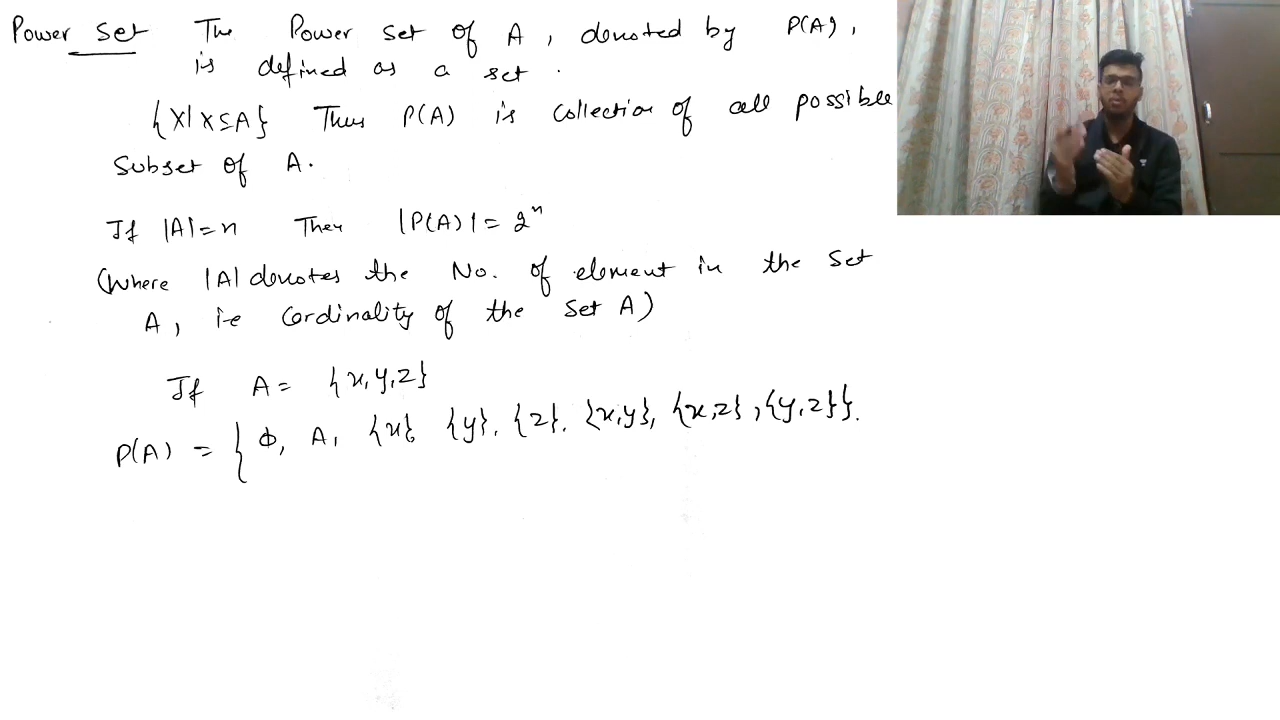 Power Set The Power set of A, denoted by P(A),
is defined as a set.
{X|X⊆A} Thus P(A) is collection of all possible
Subset of A.
If |A|=n Then |P(A)|=2ⁿ
(where |A| denotes the No. of element in the set
A, i.e Cardinality of the set A)
If A = {x,y,z}
P(A) = { Φ, A, {x} {y}, {z}, {x,y}, {x,z}, {y,z}}.